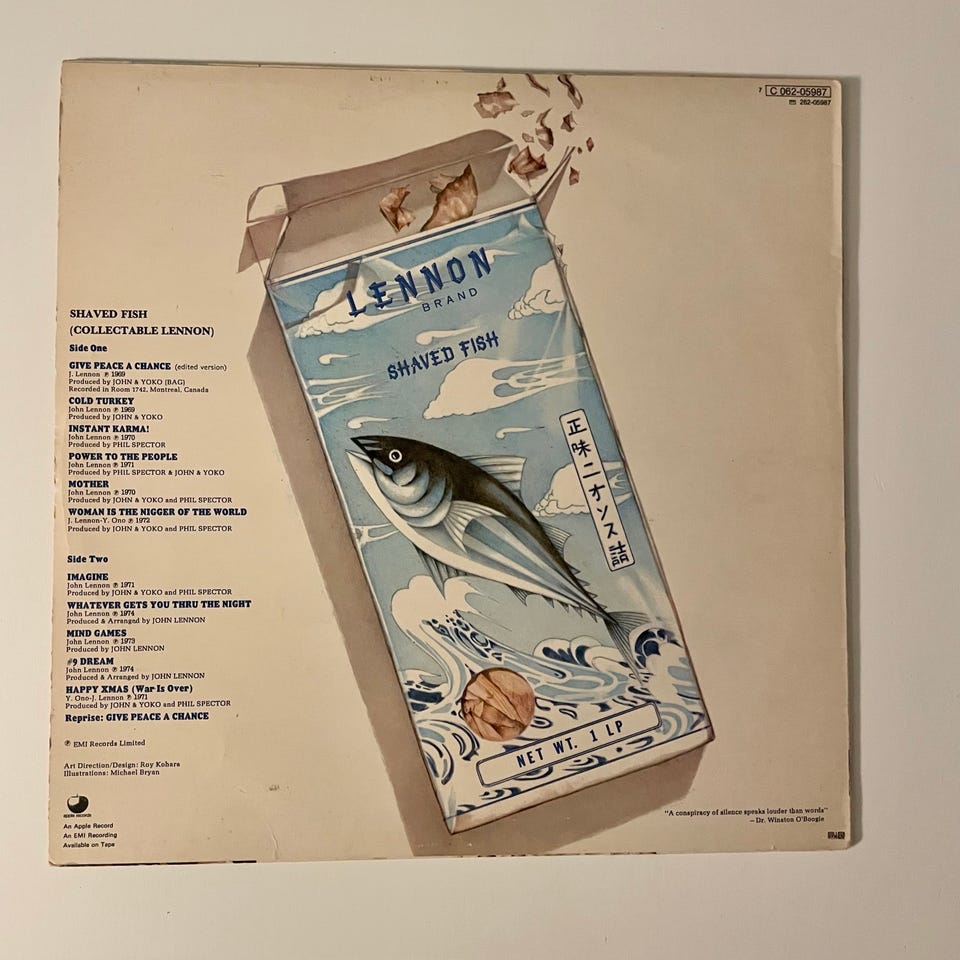 7 C 062-05987
262-05987
LENNON
BRAND
SHAVED FISH
正味二オンス詰
NET WT. 1 LP
SHAVED FISH
(COLLECTABLE LENNON)
Side One
GIVE PEACE A CHANCE (edited version)
J. Lennon ℗ 1969
Produced by JOHN & YOKO (BAG)
Recorded in Room 1742, Montreal, Canada
COLD TURKEY
John Lennon ℗ 1969
Produced by JOHN & YOKO
INSTANT KARMA!
John Lennon ℗ 1970
Produced by PHIL SPECTOR
POWER TO THE PEOPLE
John Lennon ℗ 1971
Produced by PHIL SPECTOR & JOHN & YOKO
MOTHER
John Lennon ℗ 1970
Produced by JOHN & YOKO and PHIL SPECTOR
WOMAN IS THE NIGGER OF THE WORLD
J. Lennon-Y. Ono ℗ 1972
Produced by JOHN & YOKO and PHIL SPECTOR
Side Two
IMAGINE
John Lennon ℗ 1971
Produced by JOHN & YOKO and PHIL SPECTOR
WHATEVER GETS YOU THRU THE NIGHT
John Lennon ℗ 1974
Produced & Arranged by JOHN LENNON
MIND GAMES
John Lennon ℗ 1973
Produced by JOHN LENNON
#9 DREAM
John Lennon ℗ 1974
Produced & Arranged by JOHN LENNON
HAPPY XMAS (War Is Over)
Y. Ono-J. Lennon ℗ 1971
Produced by JOHN & YOKO and PHIL SPECTOR
Reprise: GIVE PEACE A CHANCE
℗ EMI Records Limited
Art Direction/Design: Roy Kohara
Illustrations: Michael Bryan
APPLE RECORDS
An Apple Record
An EMI Recording
Available on Tape
"A conspiracy of silence speaks louder than words"
— Dr. Winston O'Boogie